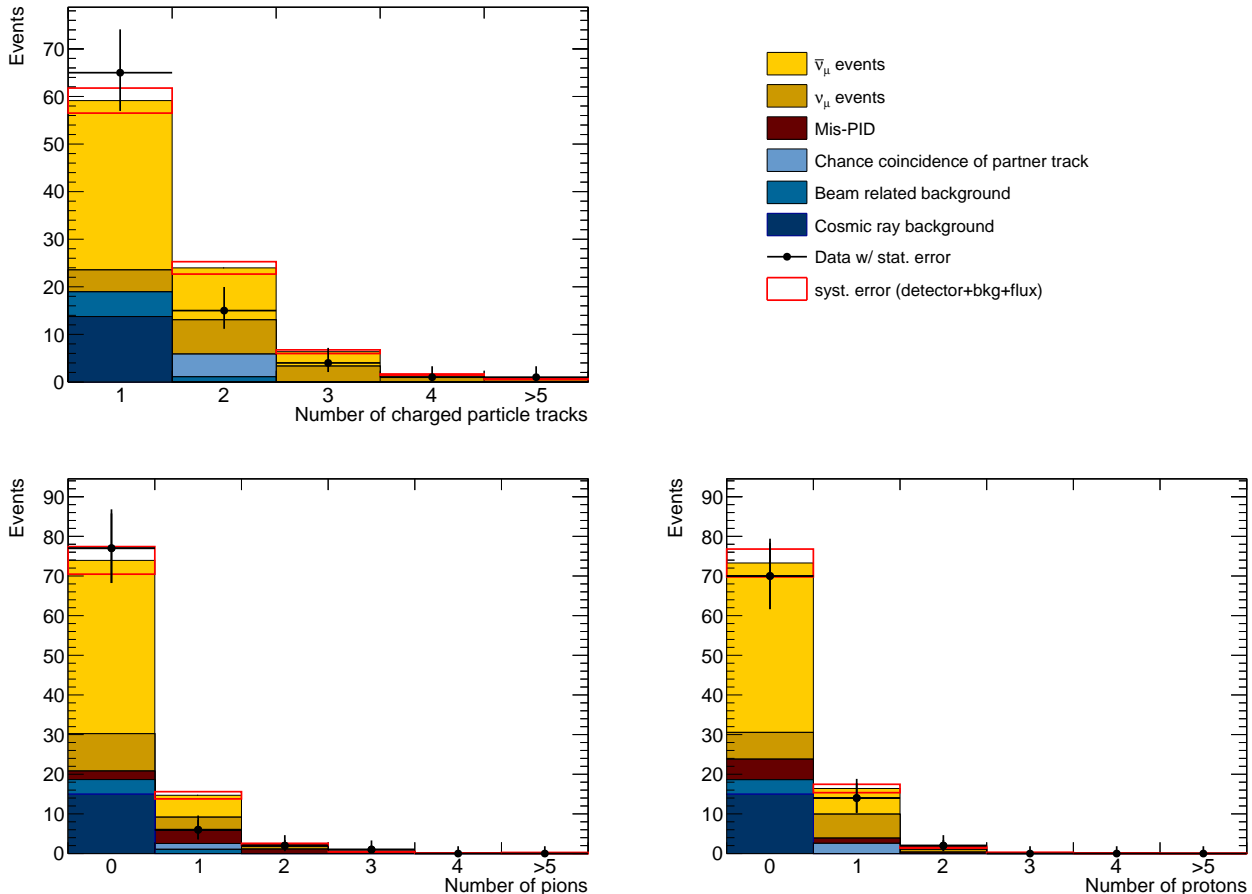 Events
70
60
50
40
30
20
10
0
1 2 3 4 >5
Number of charged particle tracks
ν̅μ events
νμ events
Mis-PID
Chance coincidence of partner track
Beam related background
Cosmic ray background
Data w/ stat. error
syst. error (detector+bkg+flux)
Events
90
80
70
60
50
40
30
20
10
0
0 1 2 3 4 >5
Number of pions
Events
90
80
70
60
50
40
30
20
10
0
0 1 2 3 4 >5
Number of protons